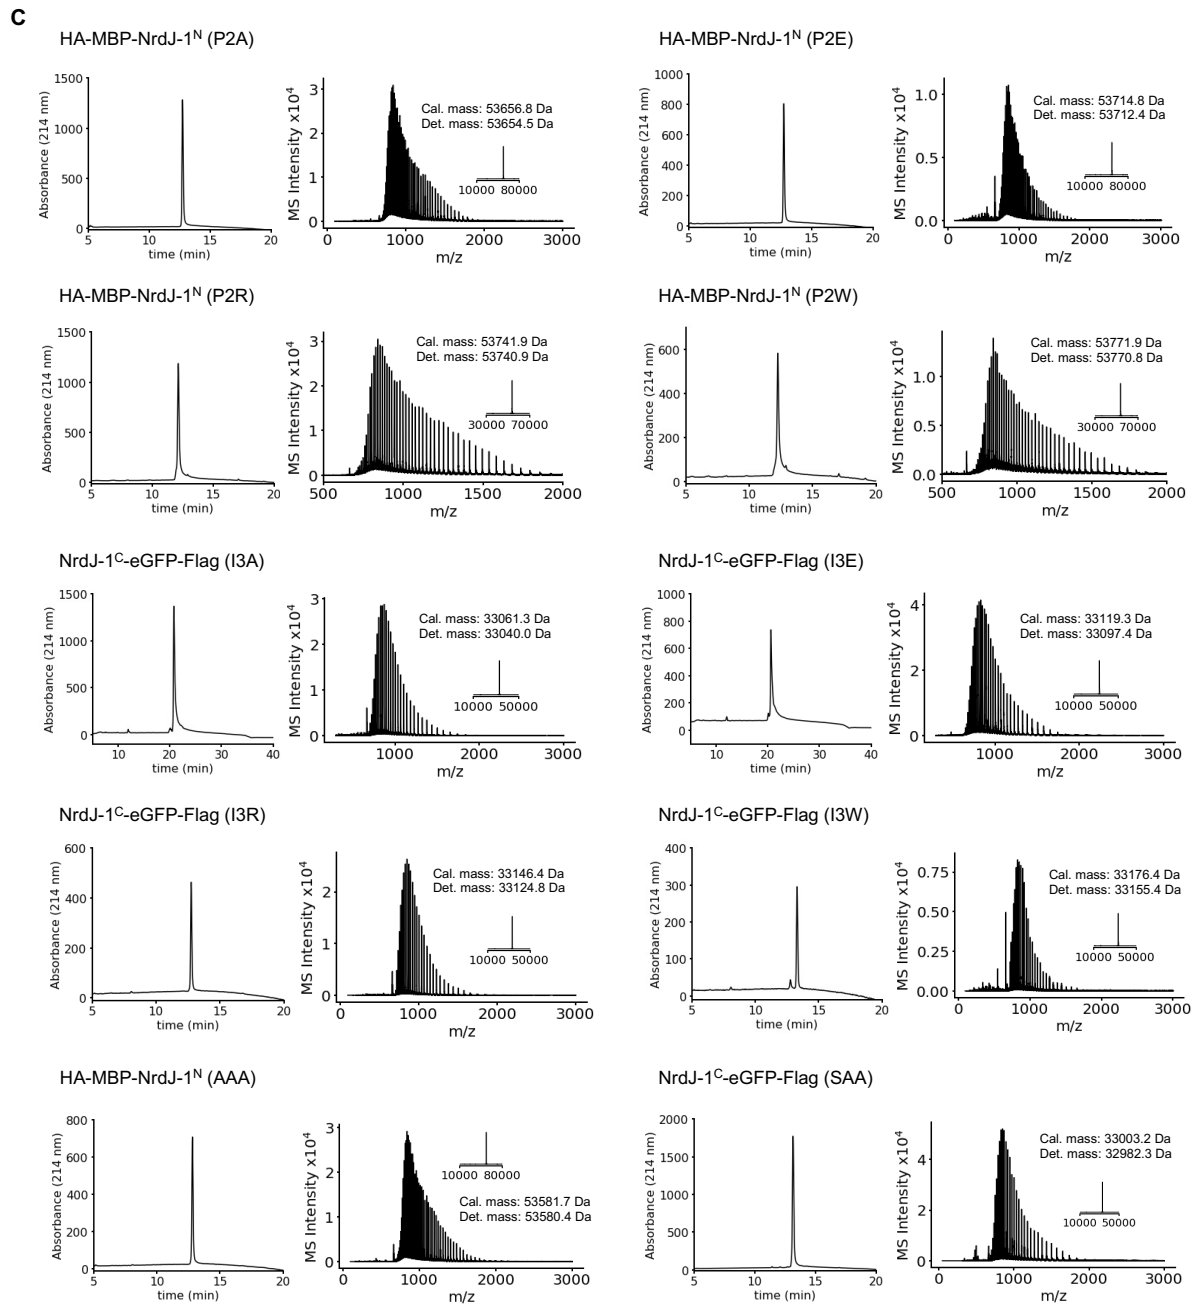 C
HA-MBP-NrdJ-1ᴺ (P2A)
Absorbance (214 nm)
1500
1000
500
0
5 10 15 20
time (min)
MS Intensity x10⁴
3
2
1
0
0 1000 2000 3000
m/z
Cal. mass: 53656.8 Da
Det. mass: 53654.5 Da
10000 80000
HA-MBP-NrdJ-1ᴺ (P2E)
Absorbance (214 nm)
1000
800
600
400
200
0
5 10 15 20
time (min)
MS Intensity x10⁴
1.0
0.5
0.0
0 1000 2000 3000
m/z
Cal. mass: 53714.8 Da
Det. mass: 53712.4 Da
10000 80000
HA-MBP-NrdJ-1ᴺ (P2R)
Absorbance (214 nm)
1500
1000
500
0
5 10 15 20
time (min)
MS Intensity x10⁴
3
2
1
0
500 1000 1500 2000
m/z
Cal. mass: 53741.9 Da
Det. mass: 53740.9 Da
30000 70000
HA-MBP-NrdJ-1ᴺ (P2W)
Absorbance (214 nm)
600
400
200
0
5 10 15 20
time (min)
MS Intensity x10⁴
1.0
0.5
0.0
500 1000 1500 2000
m/z
Cal. mass: 53771.9 Da
Det. mass: 53770.8 Da
30000 70000
NrdJ-1ᶜ-eGFP-Flag (I3A)
Absorbance (214 nm)
1500
1000
500
0
10 20 30 40
time (min)
MS Intensity x10⁴
3
2
1
0
1000 2000 3000
m/z
Cal. mass: 33061.3 Da
Det. mass: 33040.0 Da
10000 50000
NrdJ-1ᶜ-eGFP-Flag (I3E)
Absorbance (214 nm)
1000
800
600
400
200
0
10 20 30 40
time (min)
MS Intensity x10⁴
4
2
0
1000 2000 3000
m/z
Cal. mass: 33119.3 Da
Det. mass: 33097.4 Da
10000 50000
NrdJ-1ᶜ-eGFP-Flag (I3R)
Absorbance (214 nm)
600
400
200
0
5 10 15 20
time (min)
MS Intensity x10⁴
2
1
0
0 1000 2000 3000
m/z
Cal. mass: 33146.4 Da
Det. mass: 33124.8 Da
10000 50000
NrdJ-1ᶜ-eGFP-Flag (I3W)
Absorbance (214 nm)
400
300
200
100
0
5 10 15 20
time (min)
MS Intensity x10⁴
0.75
0.50
0.25
0.00
0 1000 2000 3000
m/z
Cal. mass: 33176.4 Da
Det. mass: 33155.4 Da
10000 50000
HA-MBP-NrdJ-1ᴺ (AAA)
Absorbance (214 nm)
800
600
400
200
0
5 10 15 20
time (min)
MS Intensity x10⁴
3
2
1
0
0 1000 2000 3000
m/z
10000 80000
Cal. mass: 53581.7 Da
Det. mass: 53580.4 Da
NrdJ-1ᶜ-eGFP-Flag (SAA)
Absorbance (214 nm)
2000
1500
1000
500
0
5 10 15 20
time (min)
MS Intensity x10⁴
4
2
0
0 1000 2000 3000
m/z
Cal. mass: 33003.2 Da
Det. mass: 32982.3 Da
10000 50000